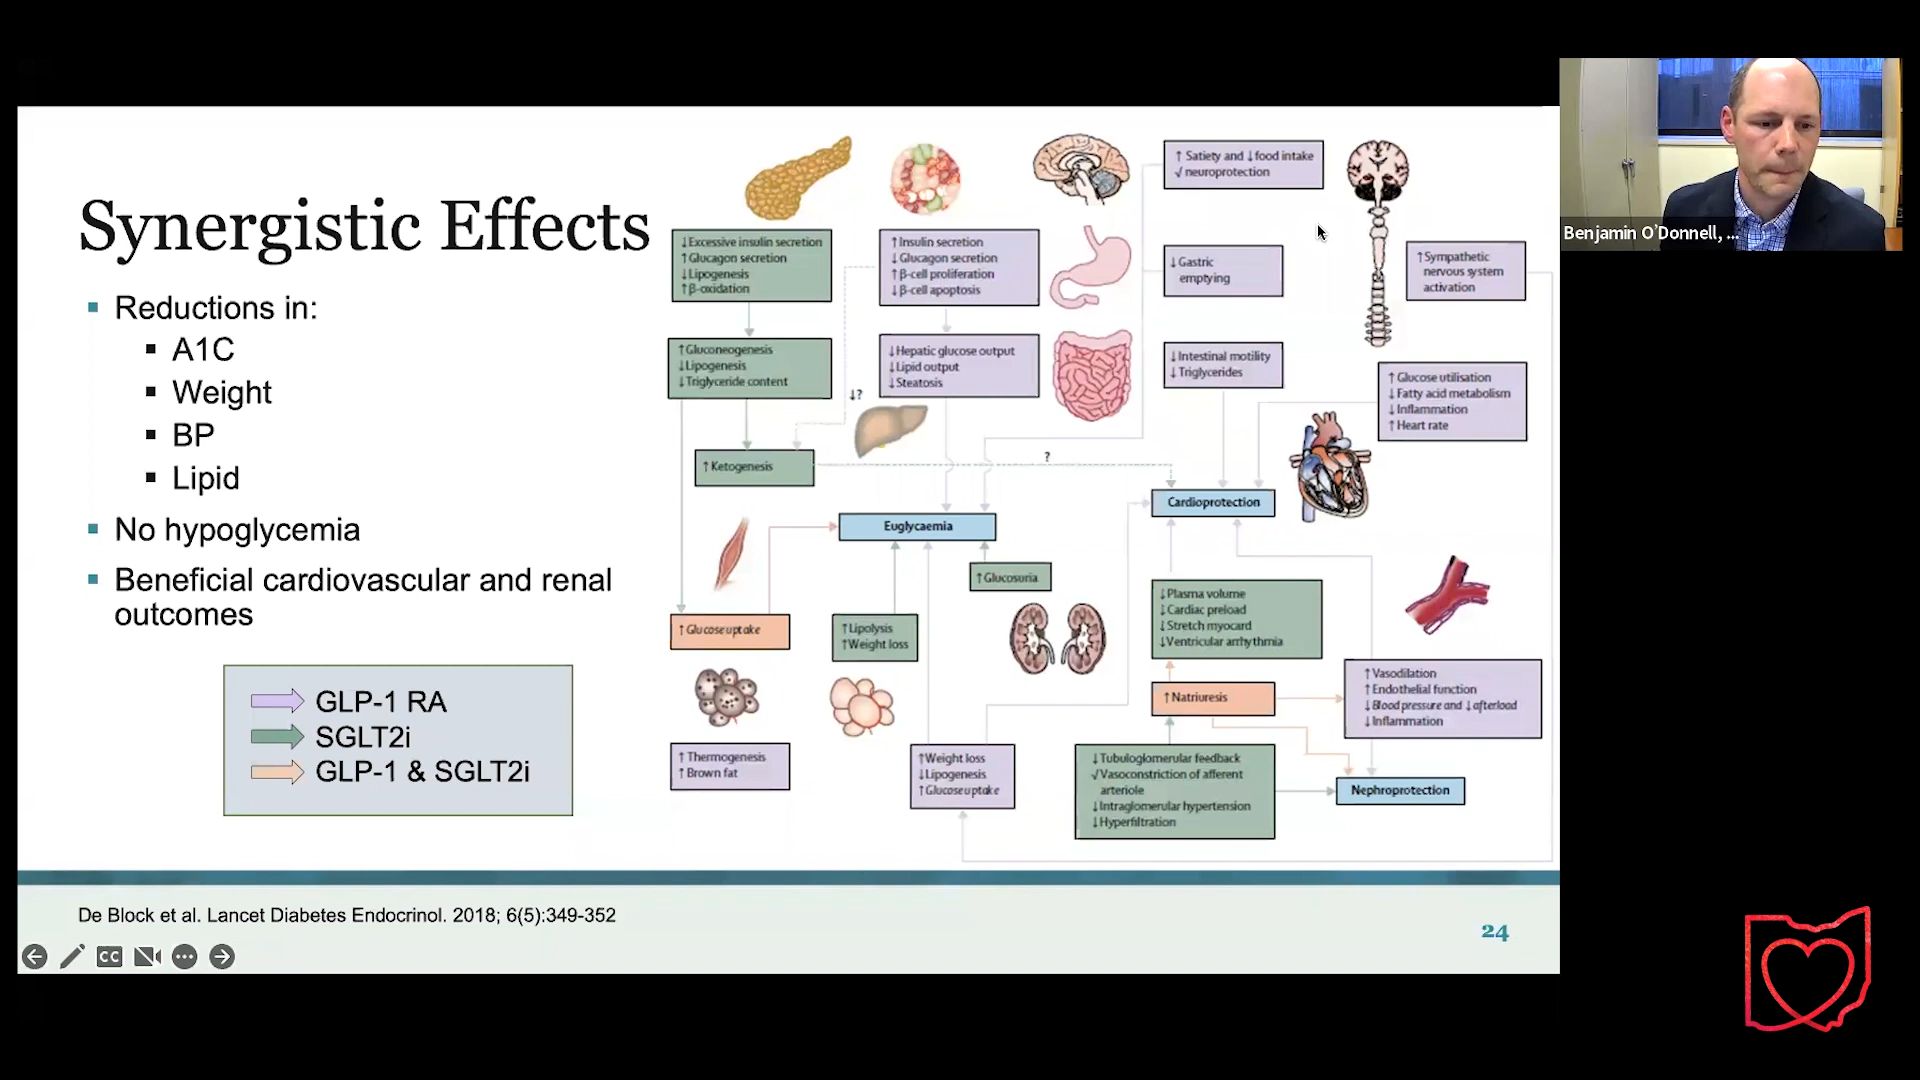 Synergistic Effects
▪ Reductions in:
▪ A1C
▪ Weight
▪ BP
▪ Lipid
▪ No hypoglycemia
▪ Beneficial cardiovascular and renal
outcomes
GLP-1 RA
SGLT2i
GLP-1 & SGLT2i
↓Excessive insulin secretion
↑Glucagon secretion
↓Lipogenesis
↑β-oxidation
↑Insulin secretion
↓Glucagon secretion
↑β-cell proliferation
↓β-cell apoptosis
↑ Satiety and ↓food intake
√ neuroprotection
↓Gastric
emptying
↑Sympathetic
nervous system
activation
↑Gluconeogenesis
↓Lipogenesis
↓Triglyceride content
↓Hepatic glucose output
↓Lipid output
↓Steatosis
↓Intestinal motility
↓Triglycerides
↑Glucose utilisation
↓Fatty acid metabolism
↓Inflammation
↑Heart rate
↓?
↑Ketogenesis
?
Euglycaemia
Cardioprotection
↑Glucosuria
↑Glucose uptake
↑Lipolysis
↑Weight loss
↓Plasma volume
↓Cardiac preload
↓Stretch myocard
↓Ventricular arrhythmia
↑Natriuresis
↑Vasodilation
↑Endothelial function
↓Blood pressure and ↓afterload
↓Inflammation
↑Thermogenesis
↑Brown fat
↑Weight loss
↓Lipogenesis
↑Glucose uptake
↓Tubuloglomerular feedback
√Vasoconstriction of afferent
arteriole
↓Intraglomerular hypertension
↓Hyperfiltration
Nephroprotection
De Block et al. Lancet Diabetes Endocrinol. 2018; 6(5):349-352
24
CC
Benjamin O'Donnell, ...